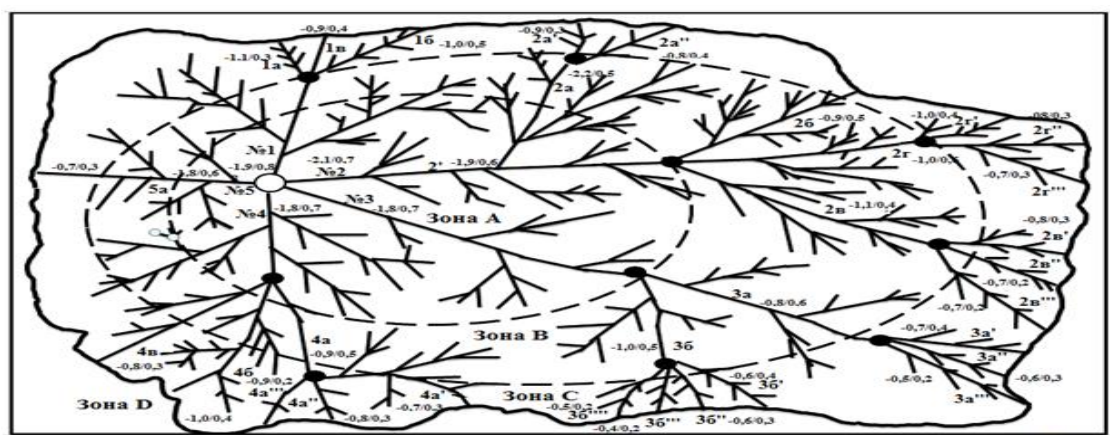 -0,9/0,4
1в
1б
-1,0/0,5
-1,1/0,3
1а
-0,9/0,3
2а'
2а''
-0,8/0,4
-2,2/0,5
2а
2б
-0,9/0,5
-1,0/0,4
2г'
2г''
2г
2г'''
-0,7/0,3
№1
-1,9/0,8
-2,1/0,7
№2
2'
-1,9/0,6
-0,7/0,3
-1,8/0,6
5а
№5
№3
№4
-1,8/0,7
-1,8/0,7
Зона А
2в
-1,1/0,4
-0,8/0,3
2в'
2в''
-0,7/0,2
2в'''
-0,7/0,2
3а
-0,8/0.6
-0,7/0,4
3а'
3а''
-0,6/0,3
-0,5/0,2
3а'''
Зона В
4а
-0,9/0,5
-1,0/0,5
3б
-0,6/0,4
3б'
4в
-0,8/0,3
4б
-0,9/0,2
4а'''
4а''
4а'
-0,7/0,3
-0,8/0,3
-1,0/0,4
Зона С
Зона D
-0,5/0,2
3б''''
-0,4/0,2
3б'''
3б''
-0,6/0,3